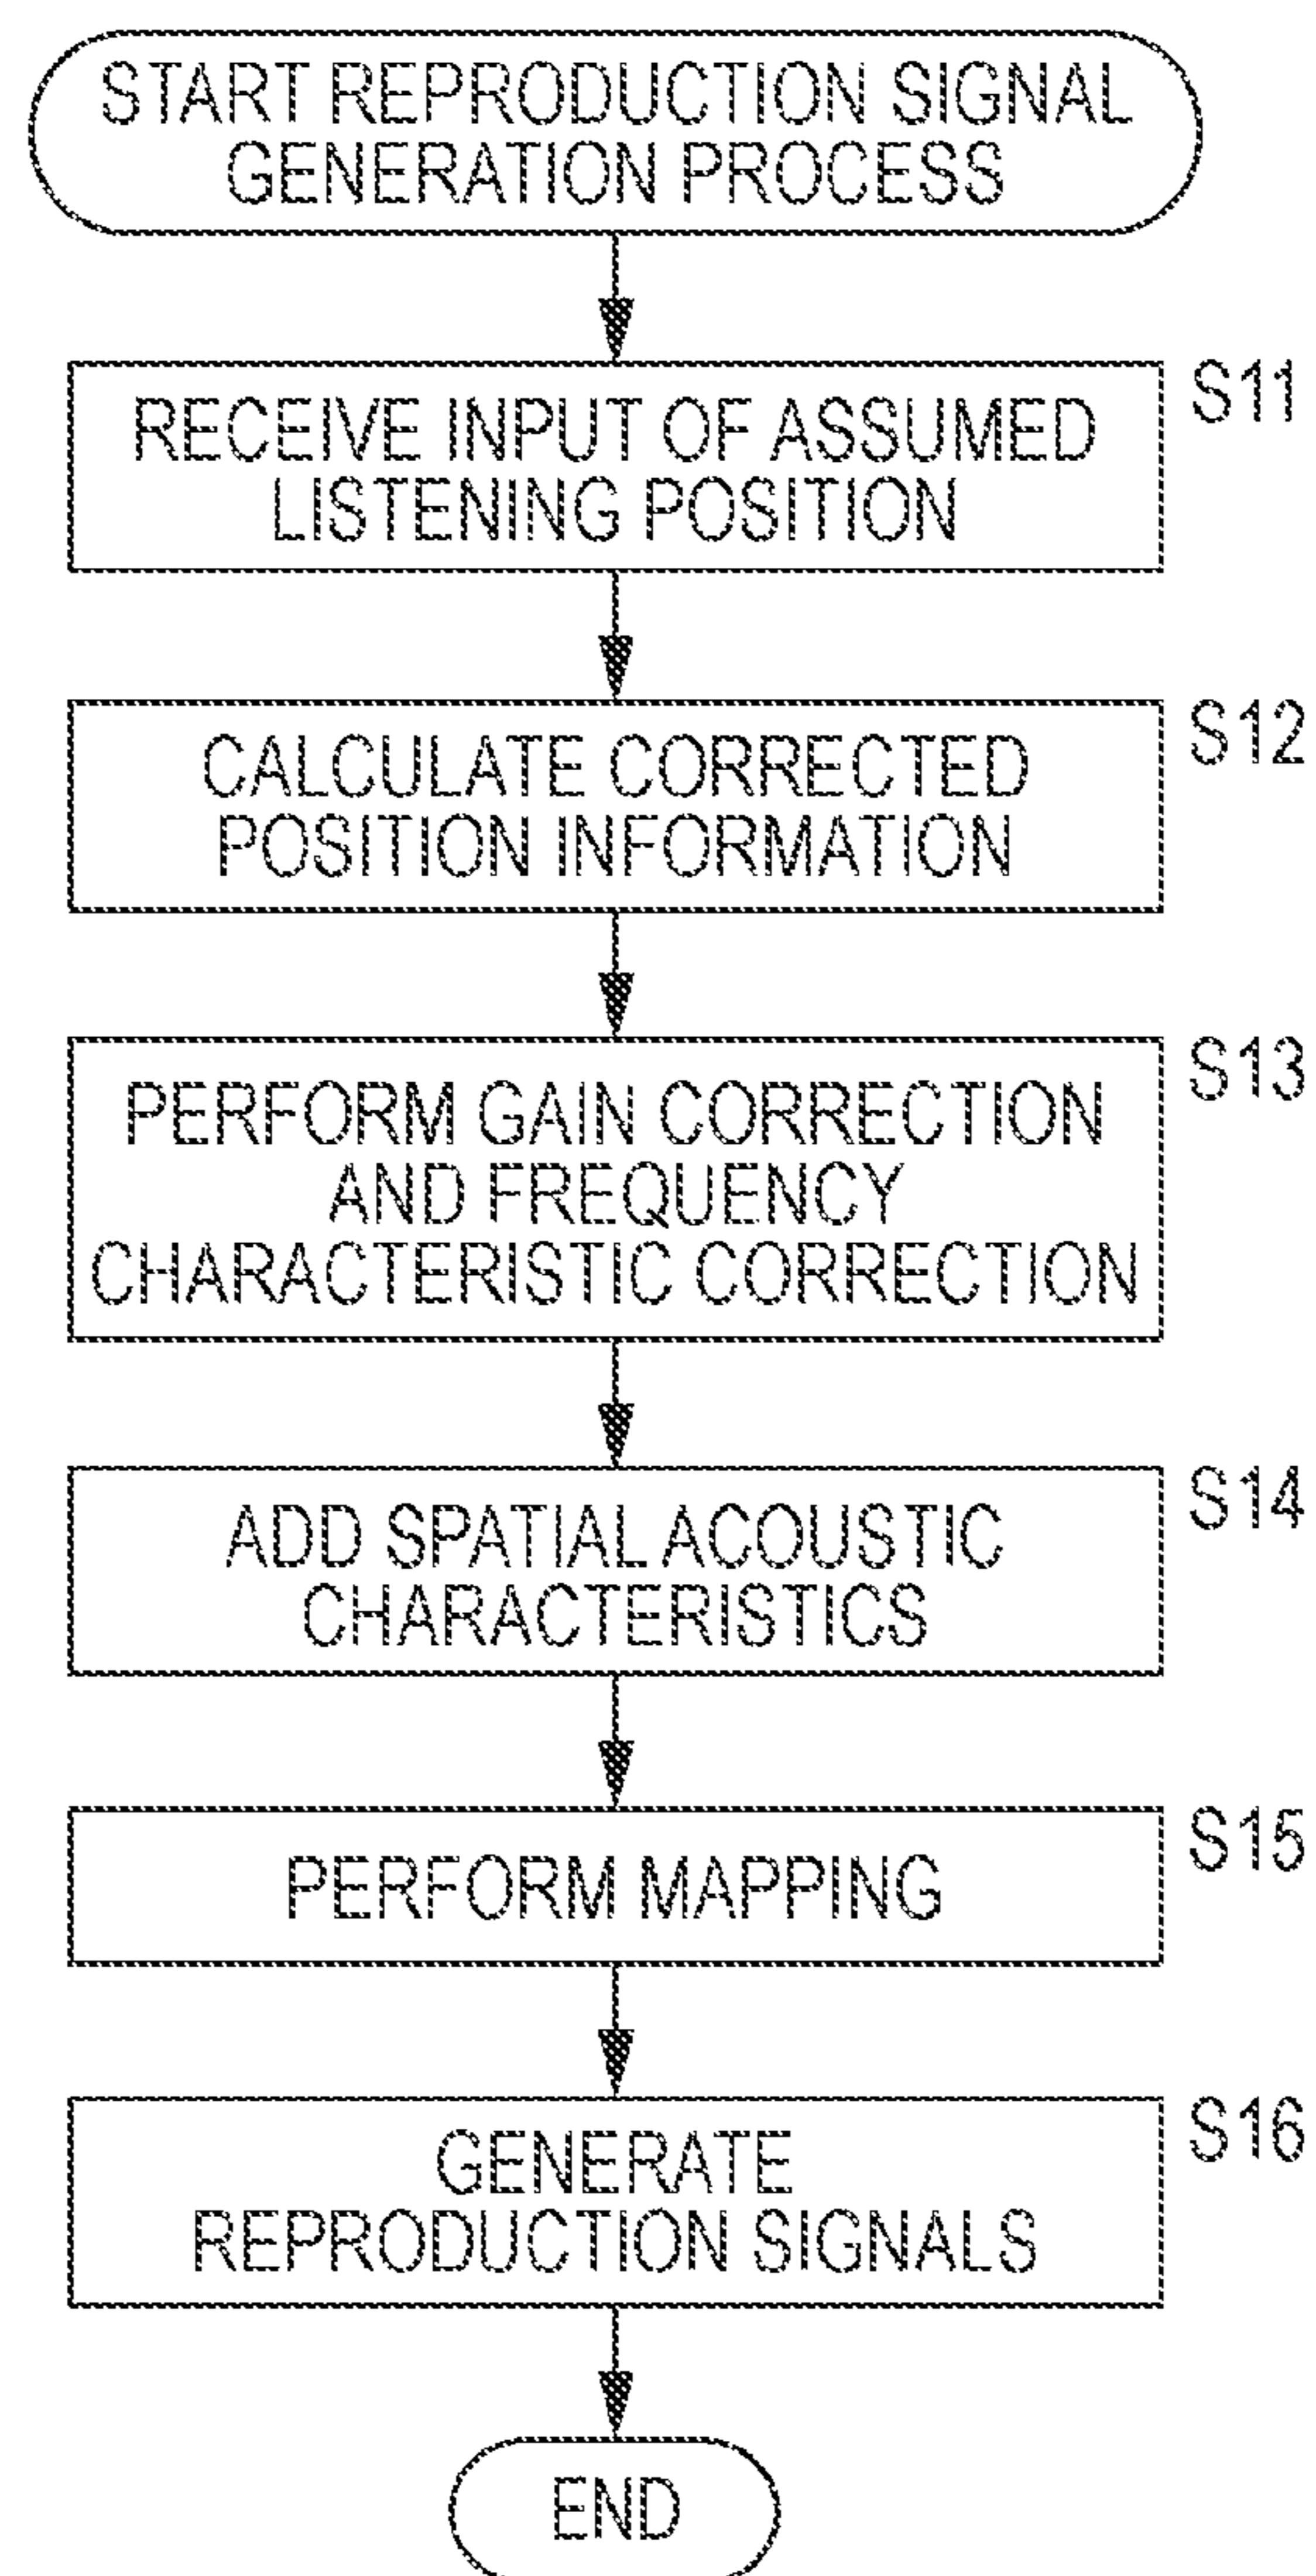 START REPRODUCTION SIGNAL
GENERATION PROCESS
S11
RECEIVE INPUT OF ASSUMED
LISTENING POSITION
S12
CALCULATE CORRECTED
POSITION INFORMATION
S13
PERFORM GAIN CORRECTION
AND FREQUENCY
CHARACTERISTIC CORRECTION
S14
ADD SPATIAL ACOUSTIC
CHARACTERISTICS
S15
PERFORM MAPPING
S16
GENERATE
REPRODUCTION SIGNALS
END